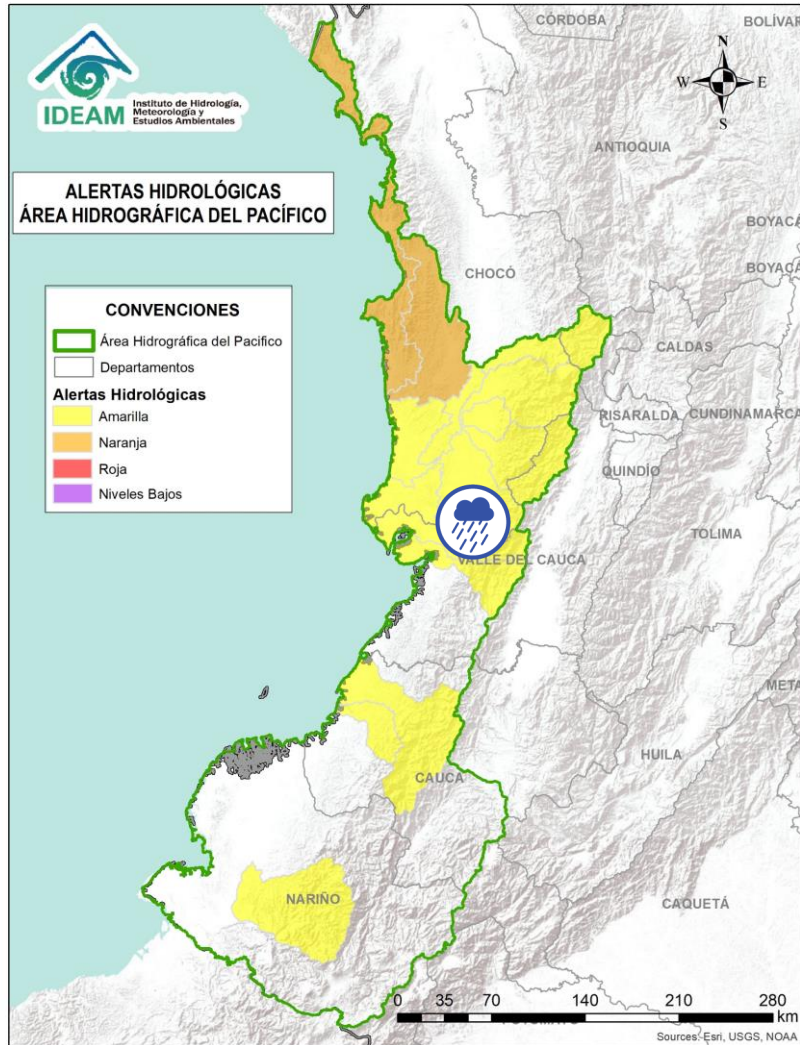 CÓRDOBA
BOLÍVAR
IDEAM
Instituto de Hidrología,
Meteorología y
Estudios Ambientales
N
W E
S
ANTIOQUIA
ALERTAS HIDROLÓGICAS
ÁREA HIDROGRÁFICA DEL PACÍFICO
BOYACÁ
BOYACÁ
CHOCÓ
CONVENCIONES
Área Hidrográfica del Pacifico
Departamentos
Alertas Hidrológicas
Amarilla
Naranja
Roja
Niveles Bajos
CALDAS
RISARALDA
CUNDINAMARCA
QUINDÍO
TOLIMA
VALLE DEL CAUCA
META
HUILA
CAUCA
NARIÑO
CAQUETÁ
0 35 70 140 210 280
km
Sources: Esri, USGS, NOAA